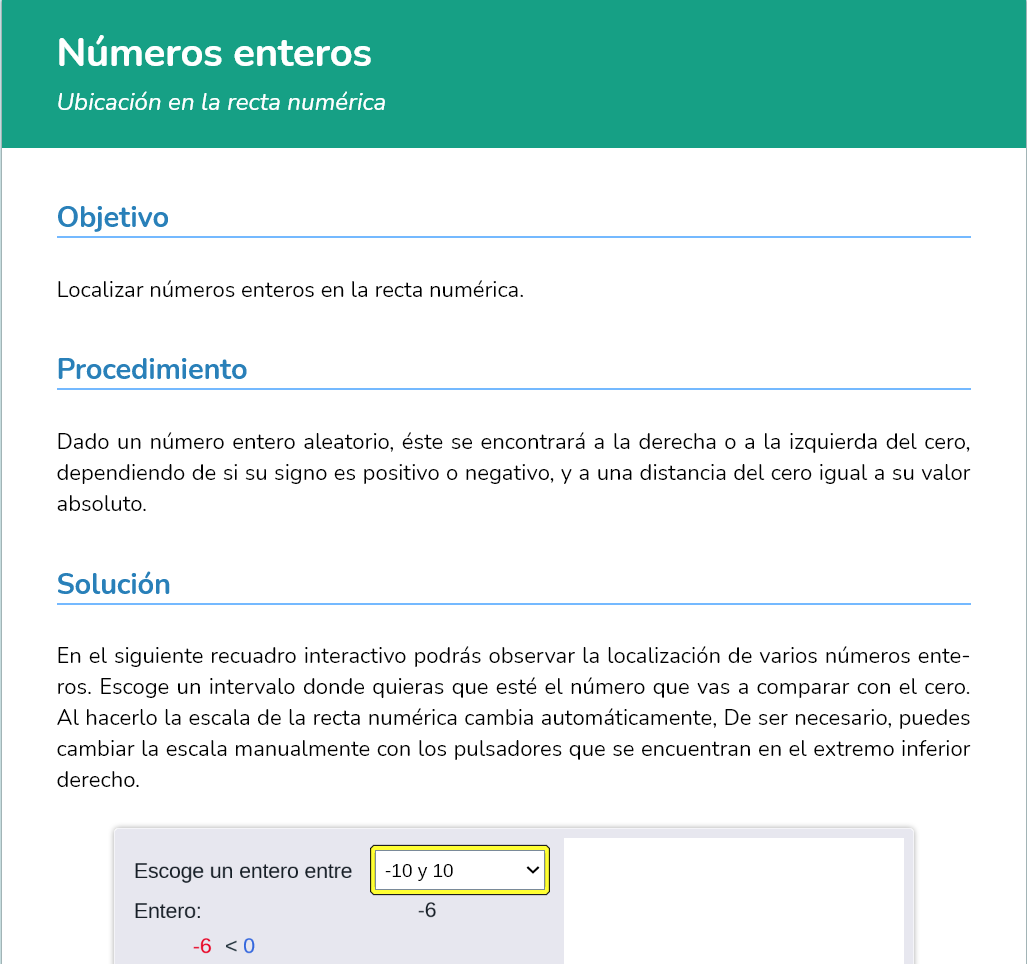 Números enteros
Ubicación en la recta numérica
Objetivo
Localizar números enteros en la recta numérica.
Procedimiento
Dado un número entero aleatorio, éste se encontrará a la derecha o a la izquierda del cero,
dependiendo de si su signo es positivo o negativo, y a una distancia del cero igual a su valor
absoluto.
Solución
En el siguiente recuadro interactivo podrás observar la localización de varios números ente-
ros. Escoge un intervalo donde quieras que esté el número que vas a comparar con el cero.
Al hacerlo la escala de la recta numérica cambia automáticamente, De ser necesario, puedes
cambiar la escala manualmente con los pulsadores que se encuentran en el extremo inferior
derecho.
Escoge un entero entre -10 y 10
Entero: -6
-6 < 0